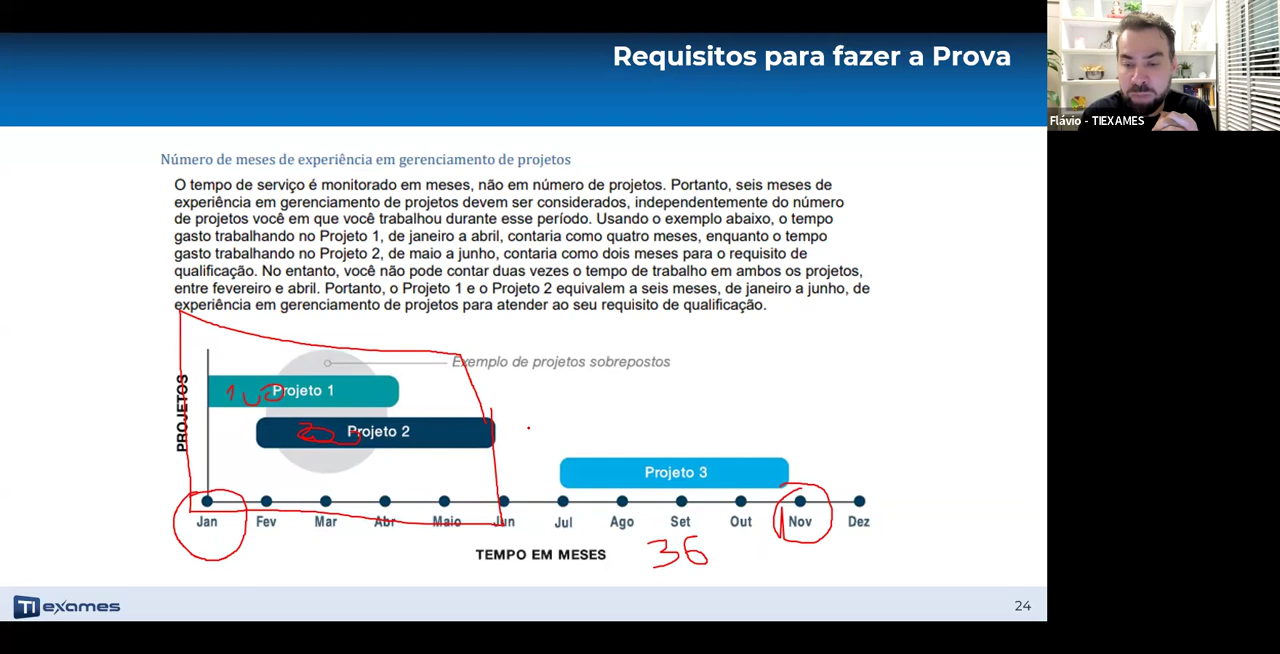 Requisitos para fazer a Prova
Flávio - TIEXAMES
Número de meses de experiência em gerenciamento de projetos
O tempo de serviço é monitorado em meses, não em número de projetos. Portanto, seis meses de
experiência em gerenciamento de projetos devem ser considerados, independentemente do número
de projetos você em que você trabalhou durante esse período. Usando o exemplo abaixo, o tempo
gasto trabalhando no Projeto 1, de janeiro a abril, contaria como quatro meses, enquanto o tempo
gasto trabalhando no Projeto 2, de maio a junho, contaria como dois meses para o requisito de
qualificação. No entanto, você não pode contar duas vezes o tempo de trabalho em ambos os projetos,
entre fevereiro e abril. Portanto, o Projeto 1 e o Projeto 2 equivalem a seis meses, de janeiro a junho, de
experiência em gerenciamento de projetos para atender ao seu requisito de qualificação.
Exemplo de projetos sobrepostos
PROJETOS
Projeto 1
Projeto 2
Projeto 3
Jan Fev Mar Abr Maio Jun Jul Ago Set Out Nov Dez
36
TEMPO EM MESES
TI exames
24